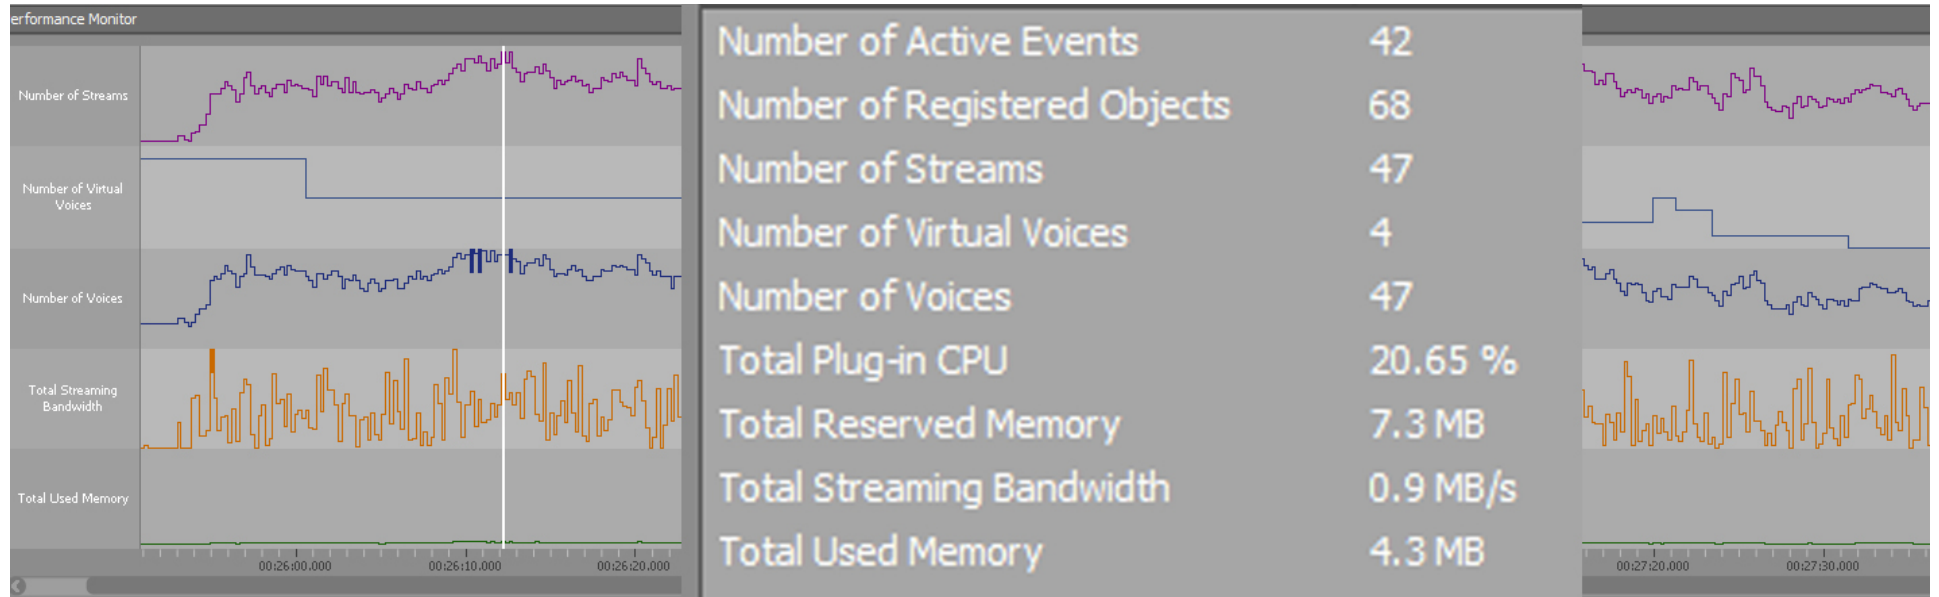 erformance Monitor
Number of Streams
Number of Virtual
Voices
Number of Voices
Total Streaming
Bandwidth
Total Used Memory
00:26:00.000 00:26:10.000 00:26:20.000
Number of Active Events 42
Number of Registered Objects 68
Number of Streams 47
Number of Virtual Voices 4
Number of Voices 47
Total Plug-in CPU 20.65 %
Total Reserved Memory 7.3 MB
Total Streaming Bandwidth 0.9 MB/s
Total Used Memory 4.3 MB
00:27:20.000 00:27:30.000